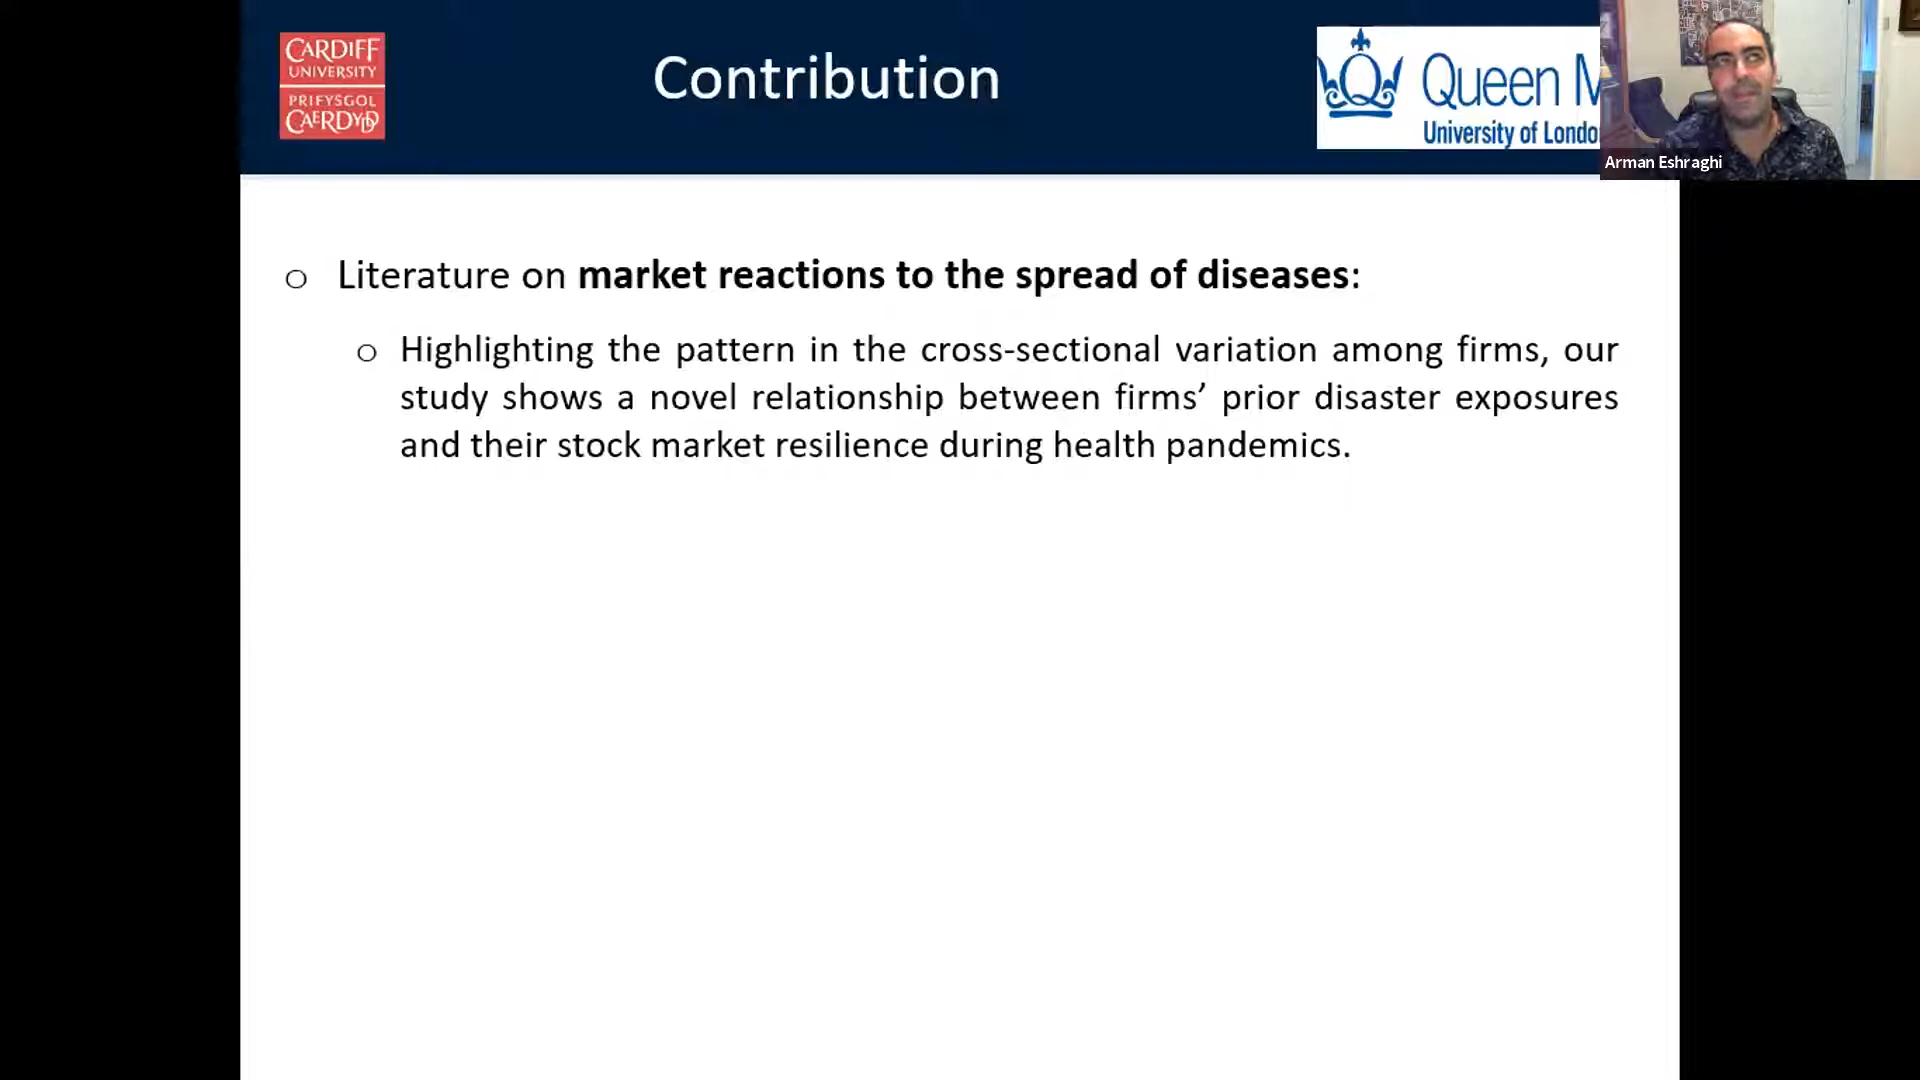 CARDIFF
UNIVERSITY
PRIFYSGOL
CAERDYDD
Contribution
Queen
University of Londo
Arman Eshraghi
o Literature on market reactions to the spread of diseases:
o Highlighting the pattern in the cross-sectional variation among firms, our
study shows a novel relationship between firms’ prior disaster exposures
and their stock market resilience during health pandemics.